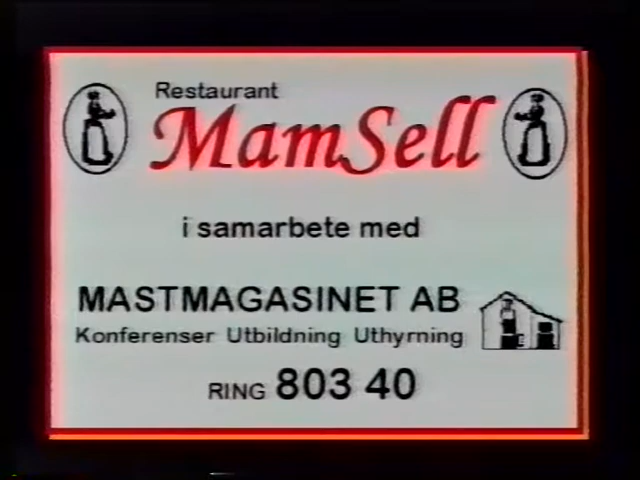 Restaurant
MamSell
i samarbete med
MASTMAGASINET AB
Konferenser Utbildning Uthyrning
RING 803 40